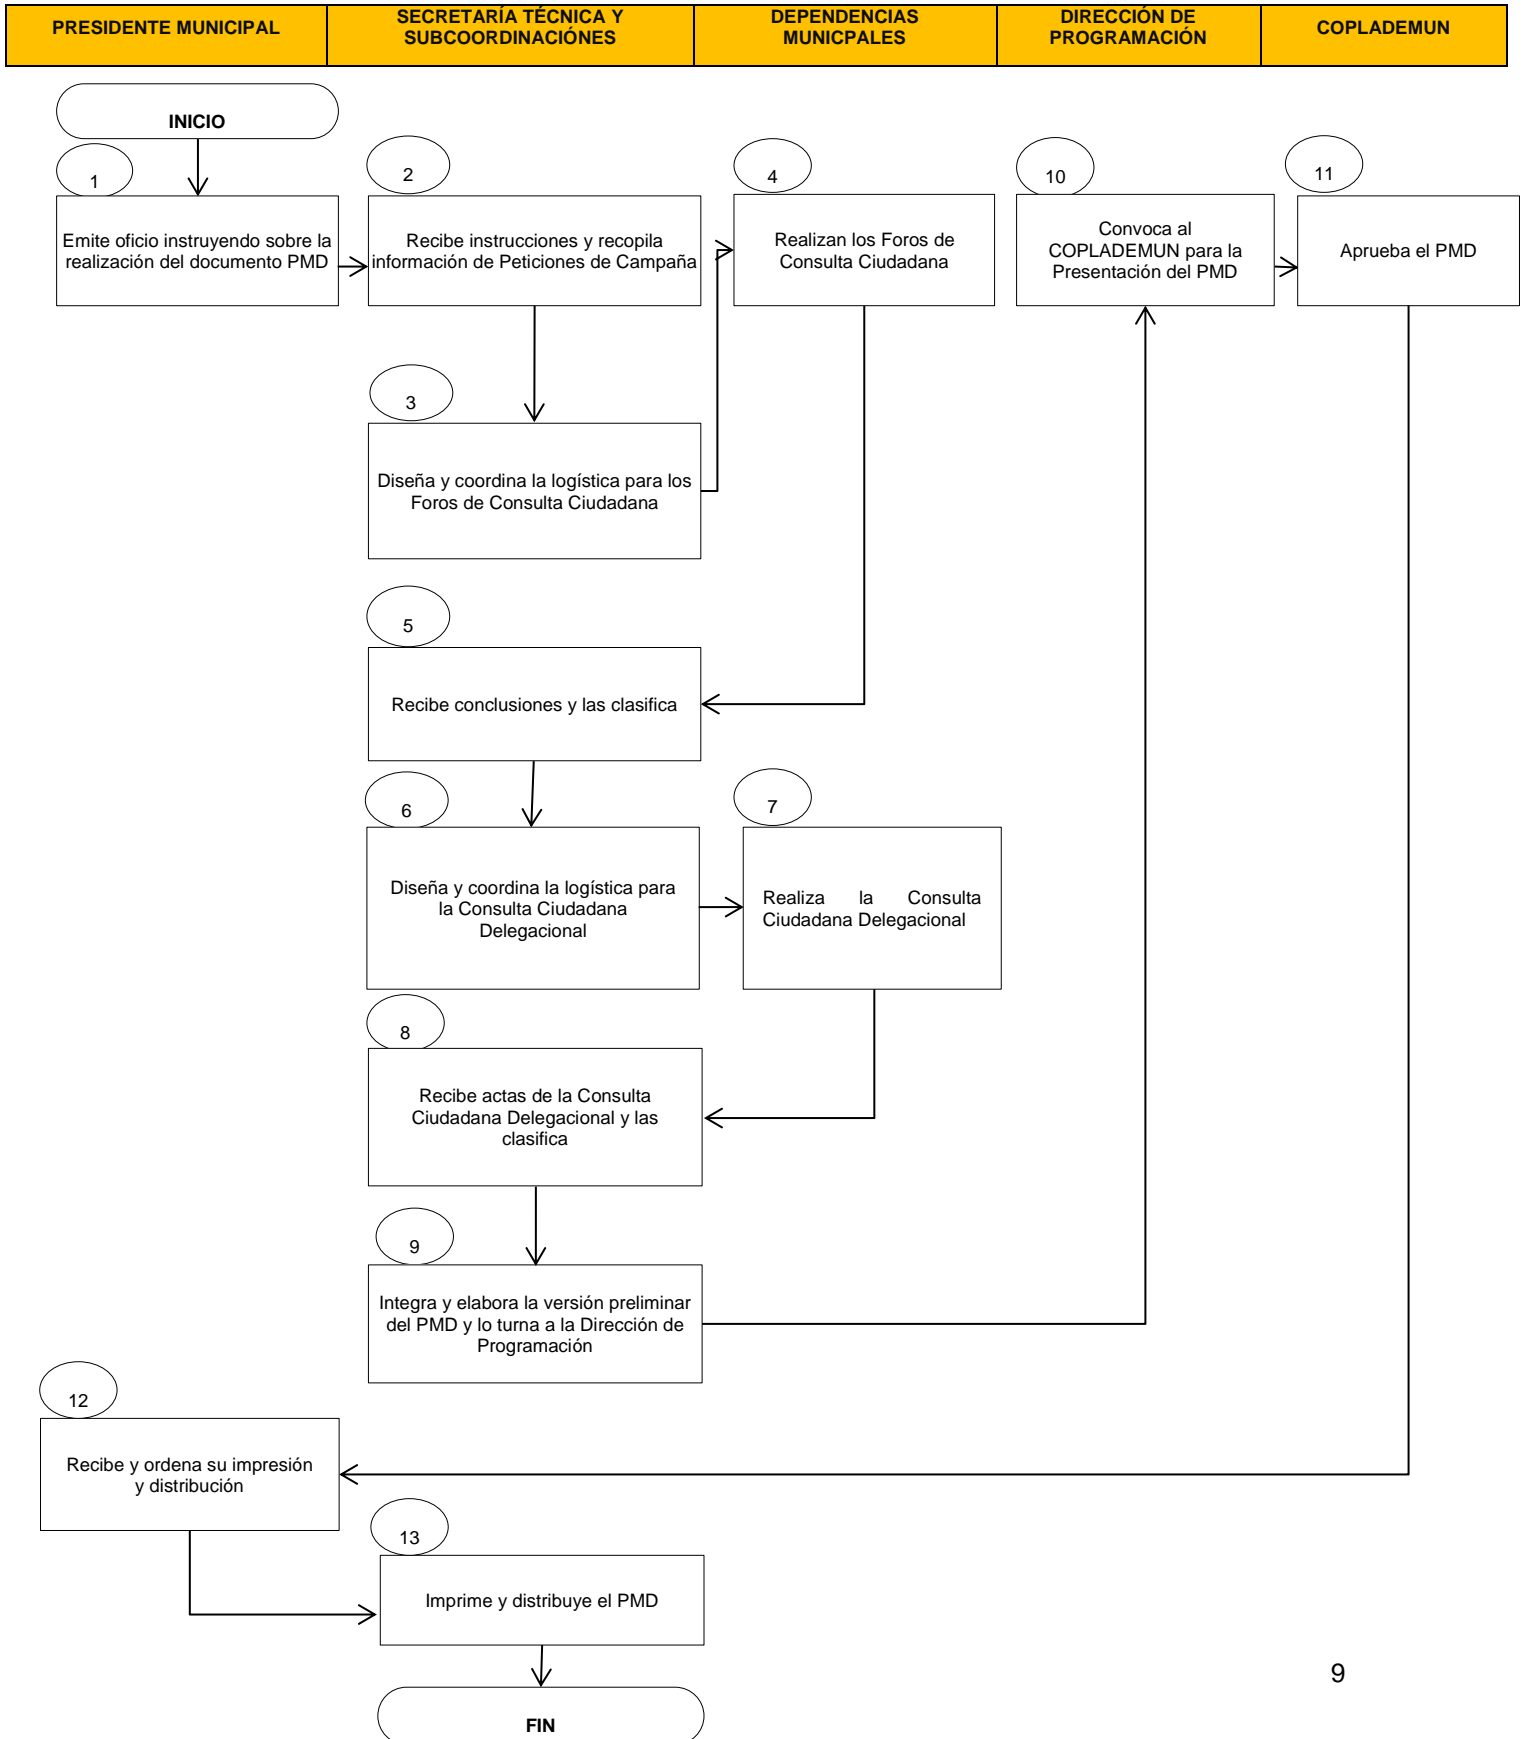 PRESIDENTE MUNICIPAL
SECRETARÍA TÉCNICA Y
SUBCOORDINACIÓNES
DEPENDENCIAS
MUNICPALES
DIRECCIÓN DE
PROGRAMACIÓN
COPLADEMUN
INICIO
1
Emite oficio instruyendo sobre la
realización del documento PMD
2
Recibe instrucciones y recopila
información de Peticiones de Campaña
3
Diseña y coordina la logística para los
Foros de Consulta Ciudadana
4
Realizan los Foros de
Consulta Ciudadana
5
Recibe conclusiones y las clasifica
6
Diseña y coordina la logística para
la Consulta Ciudadana
Delegacional
7
Realiza la Consulta
Ciudadana Delegacional
8
Recibe actas de la Consulta
Ciudadana Delegacional y las
clasifica
9
Integra y elabora la versión preliminar
del PMD y lo turna a la Dirección de
Programación
10
Convoca al
COPLADEMUN para la
Presentación del PMD
11
Aprueba el PMD
12
Recibe y ordena su impresión
y distribución
13
Imprime y distribuye el PMD
FIN
9